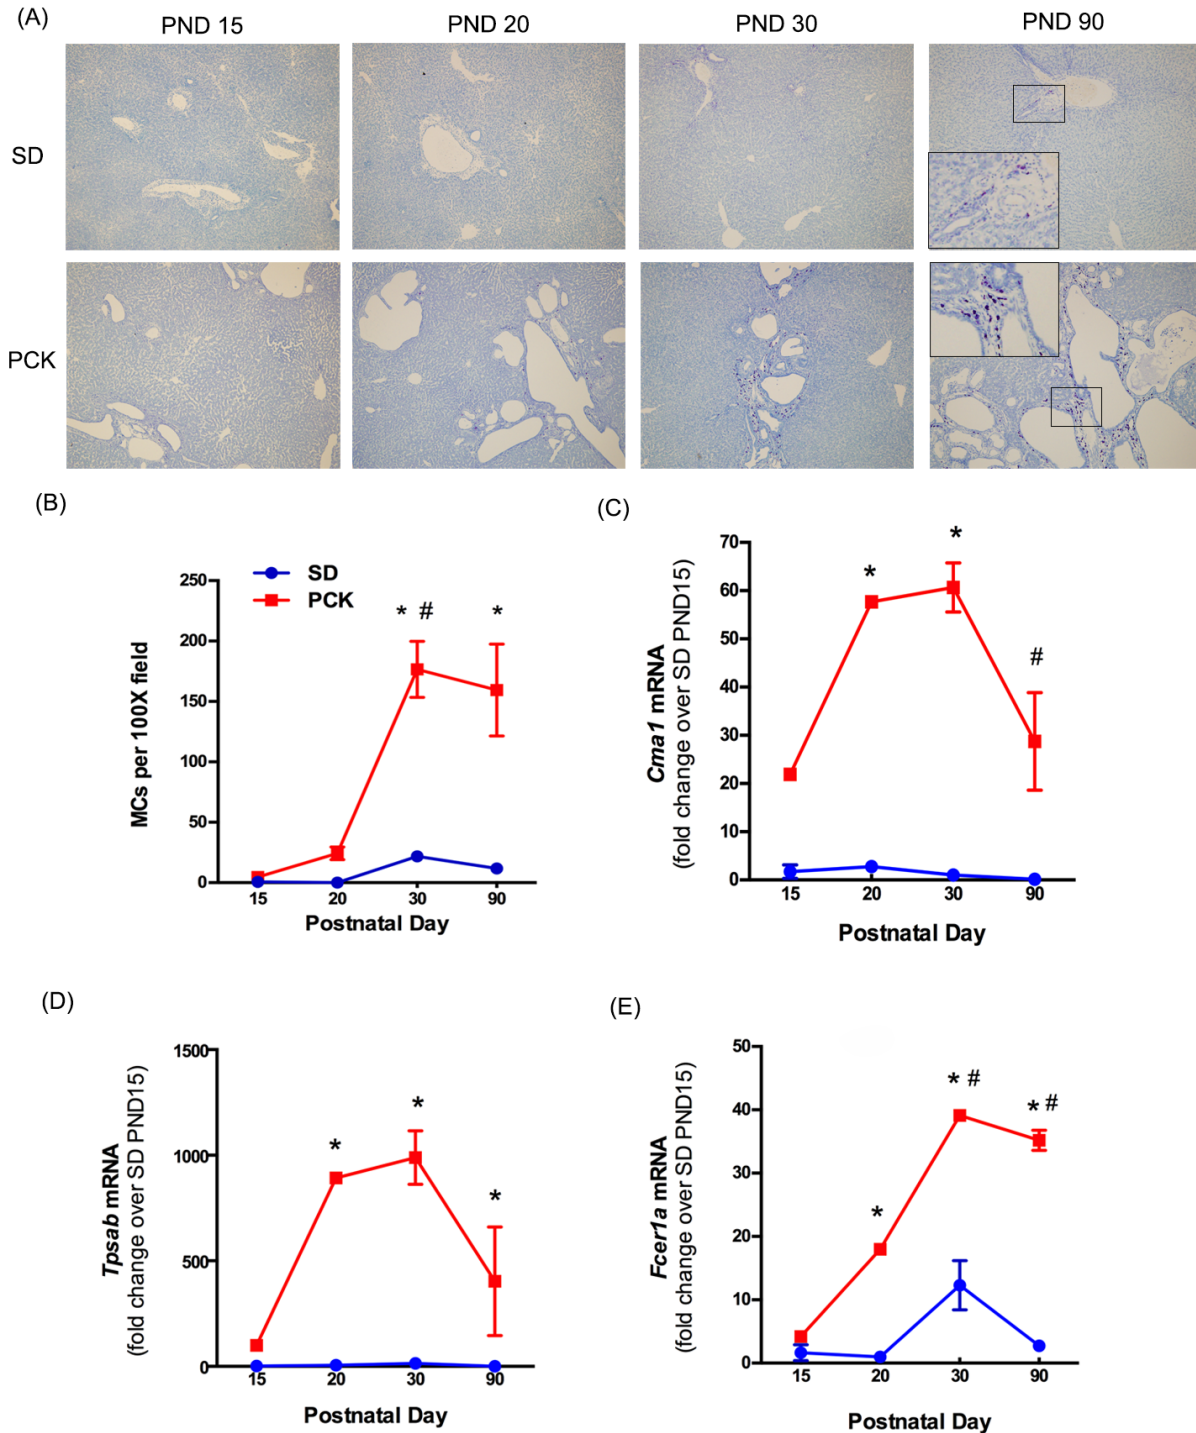 (A)
PND 15 PND 20 PND 30 PND 90
SD
PCK
(B)
SD
PCK
MCs per 100X field
250
200
150
100
50
0
* #
*
15 20 30 90
Postnatal Day
(C)
Cma1 mRNA
(fold change over SD PND15)
70
60
50
40
30
20
10
0
*
*
#
15 20 30 90
Postnatal Day
(D)
Tpsab mRNA
(fold change over SD PND15)
1500
1000
500
0
*
*
*
15 20 30 90
Postnatal Day
(E)
Fcer1a mRNA
(fold change over SD PND15)
50
40
30
20
10
0
*
* #
* #
15 20 30 90
Postnatal Day